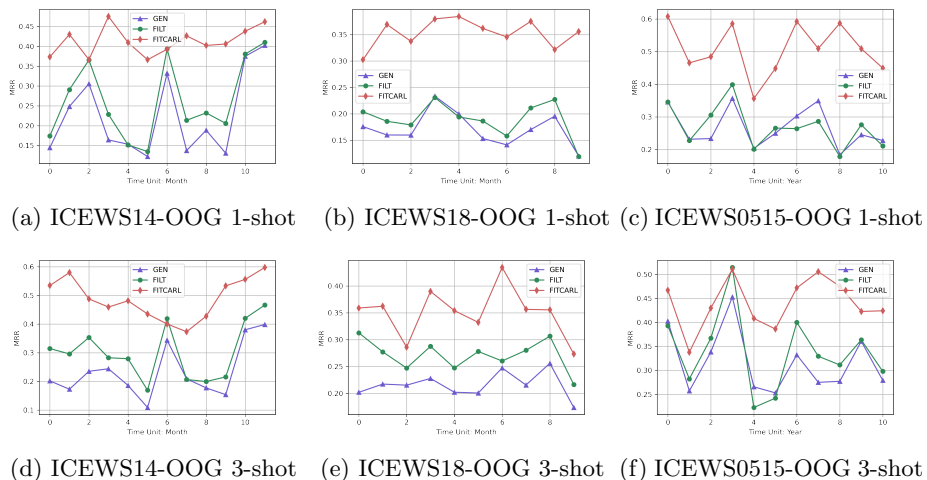 GEN
FILT
FITCARL
MRR
0.45
0.40
0.35
0.30
0.25
0.20
0.15
0 2 4 6 8 10
Time Unit: Month
(a) ICEWS14-OOG 1-shot
GEN
FILT
FITCARL
MRR
0.35
0.30
0.25
0.20
0.15
0 2 4 6 8
Time Unit: Month
(b) ICEWS18-OOG 1-shot
GEN
FILT
FITCARL
MRR
0.6
0.5
0.4
0.3
0.2
0 2 4 6 8 10
Time Unit: Year
(c) ICEWS0515-OOG 1-shot
GEN
FILT
FITCARL
MRR
0.6
0.5
0.4
0.3
0.2
0.1
0 2 4 6 8 10
Time Unit: Month
(d) ICEWS14-OOG 3-shot
GEN
FILT
FITCARL
MRR
0.40
0.35
0.30
0.25
0.20
0 2 4 6 8
Time Unit: Month
(e) ICEWS18-OOG 3-shot
GEN
FILT
FITCARL
MRR
0.50
0.45
0.40
0.35
0.30
0.25
0 2 4 6 8 10
Time Unit: Year
(f) ICEWS0515-OOG 3-shot